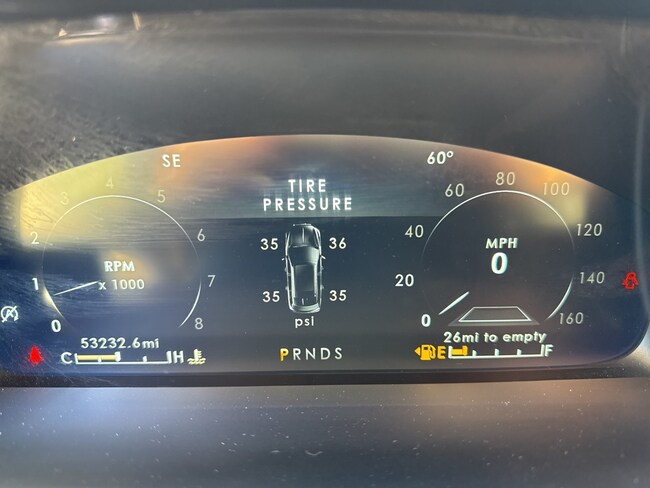 SE
60°
TIRE
PRESSURE
35 36
35 35
psi
0 1 2 3 4 5 6 7 8
RPM
x 1000
0 20 40 60 80 100 120 140 160
MPH
0
53232.6mi
C H
PRNDS
26mi to empty
E F